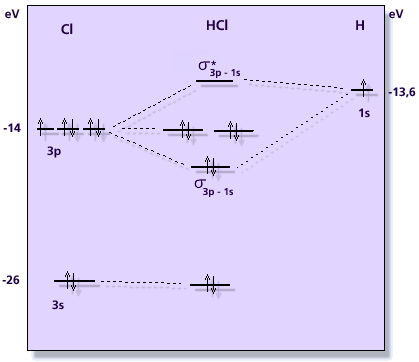 eV
eV
Cl
HCl
H
σ*3p - 1s
-13,6
1s
-14
3p
σ3p - 1s
-26
3s